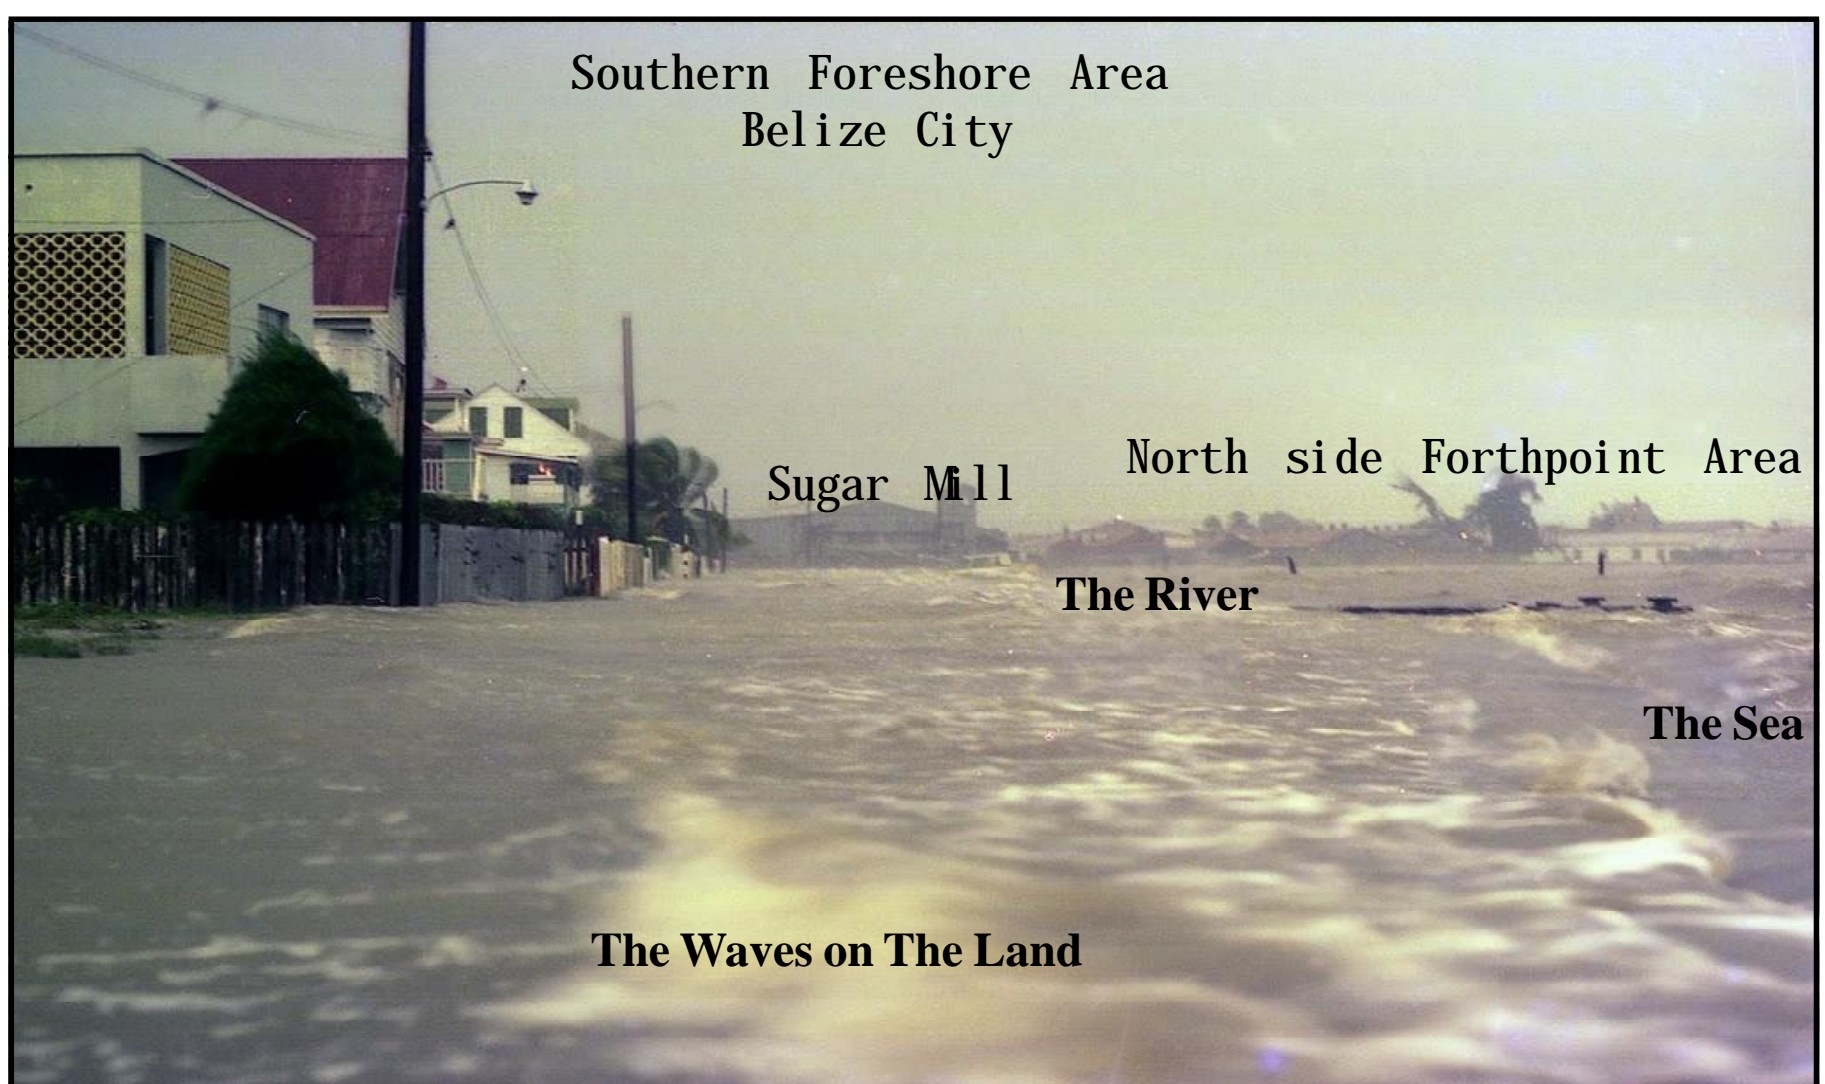 Southern Foreshore Area
Belize City
North side Forthpoint Area
Sugar Mill
The River
The Sea
The Waves on The Land